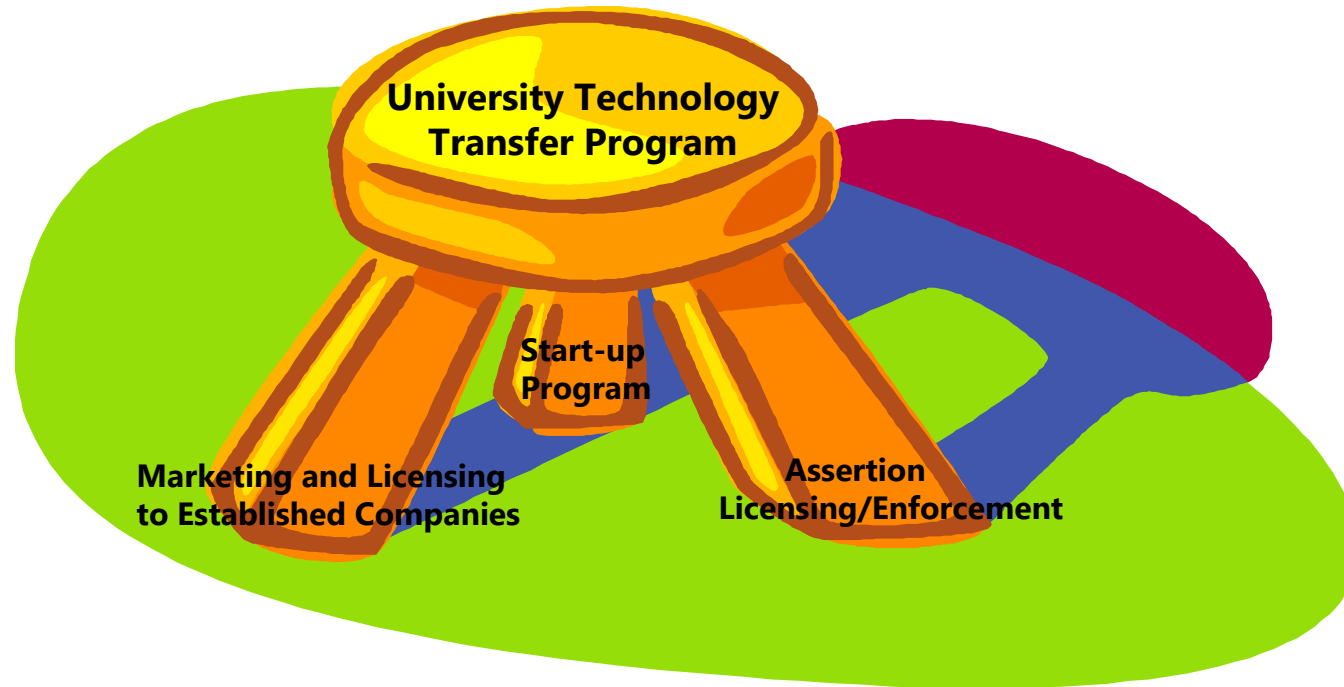 University Technology
Transfer Program
Start-up
Program
Marketing and Licensing
to Established Companies
Assertion
Licensing/Enforcement